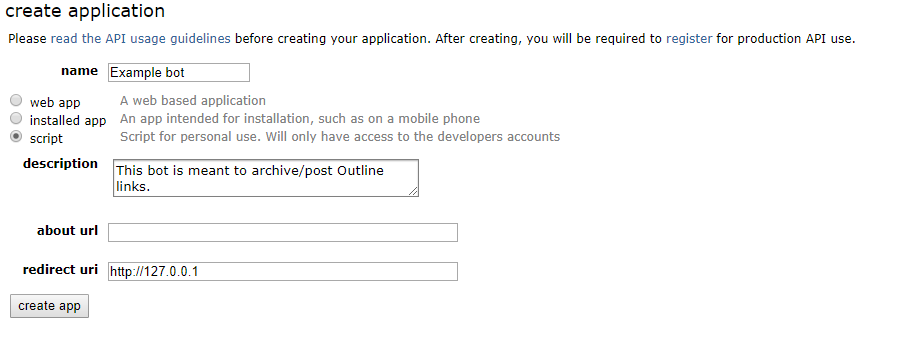 create application
Please read the API usage guidelines before creating your application. After creating, you will be required to register for production API use.
name Example bot
web app A web based application
installed app An app intended for installation, such as on a mobile phone
script Script for personal use. Will only have access to the developers accounts
description This bot is meant to archive/post Outline
links.
about url
redirect uri http://127.0.0.1
create app